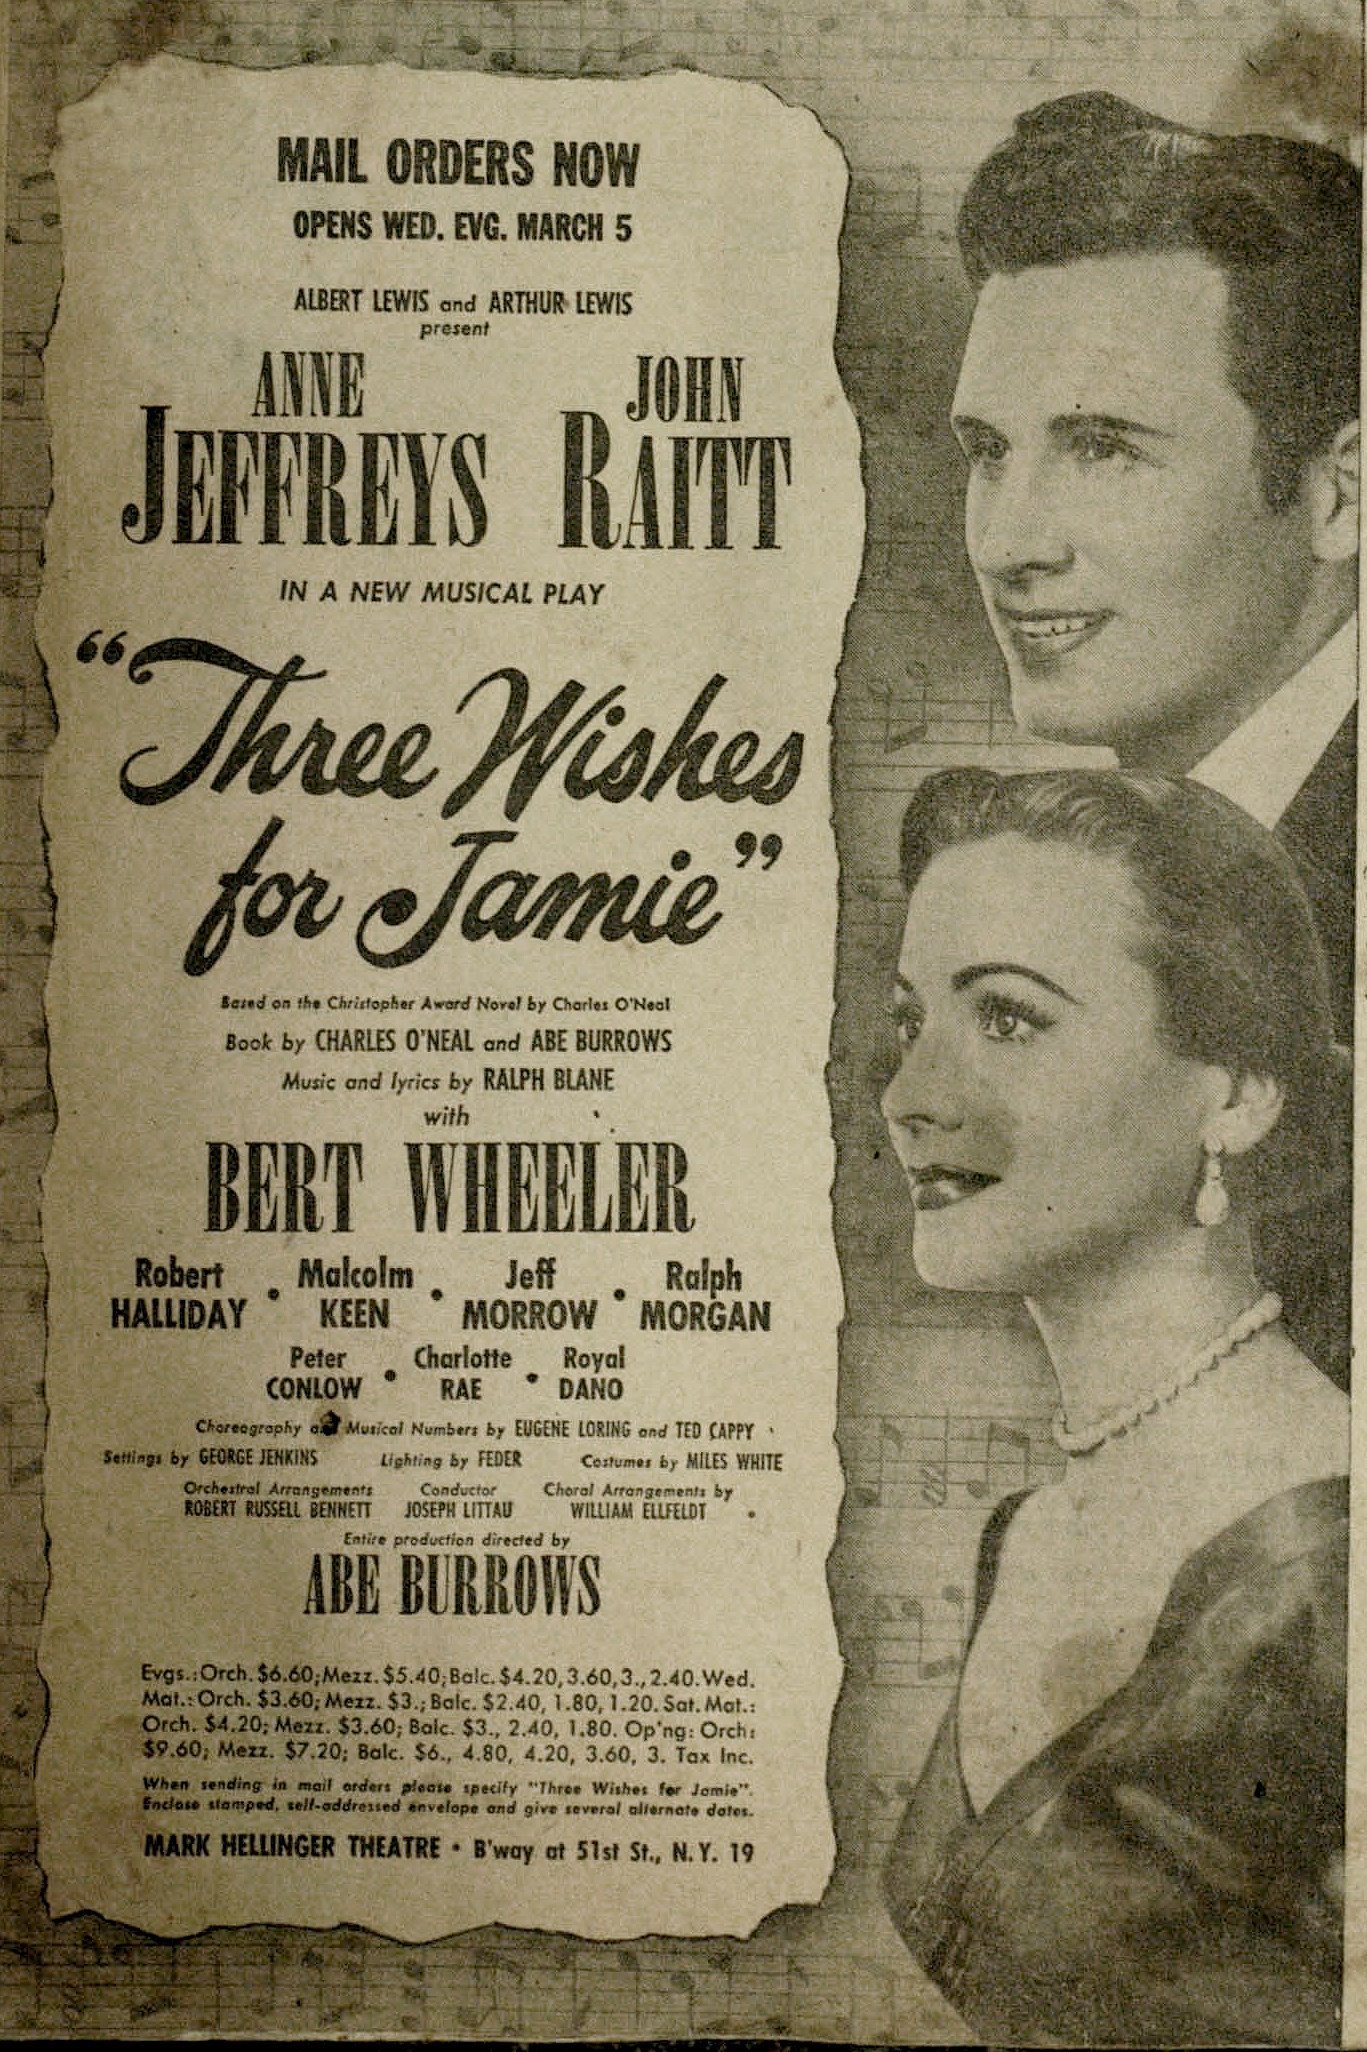 MAIL ORDERS NOW
OPENS WED. EVG. MARCH 5
ALBERT LEWIS and ARTHUR LEWIS
present
ANNE JEFFREYS JOHN RAITT
IN A NEW MUSICAL PLAY
"Three Wishes
for Jamie"
Based on the Christopher Award Novel by Charles O'Neal
Book by CHARLES O'NEAL and ABE BURROWS
Music and lyrics by RALPH BLANE
with
BERT WHEELER
Robert HALLIDAY • Malcolm KEEN • Jeff MORROW • Ralph MORGAN
Peter CONLOW • Charlotte RAE • Royal DANO
Choreography and Musical Numbers by EUGENE LORING and TED CAPPY
Settings by GEORGE JENKINS Lighting by FEDER Costumes by MILES WHITE
Orchestral Arrangements Conductor Choral Arrangements by
ROBERT RUSSELL BENNETT JOSEPH LITTAU WILLIAM ELLFELDT
Entire production directed by
ABE BURROWS
Evgs.: Orch. $6.60; Mezz. $5.40; Balc. $4.20, 3.60, 3., 2.40. Wed.
Mat.: Orch. $3.60; Mezz. $3.; Balc. $2.40, 1.80, 1.20. Sat. Mat.:
Orch. $4.20; Mezz. $3.60; Balc. $3., 2.40, 1.80. Op'ng: Orch:
$9.60; Mezz. $7.20; Balc. $6., 4.80, 4.20, 3.60, 3. Tax Inc.
When sending in mail orders please specify "Three Wishes for Jamie".
Enclose stamped, self-addressed envelope and give several alternate dates.
MARK HELLINGER THEATRE • B'way at 51st St., N.Y. 19